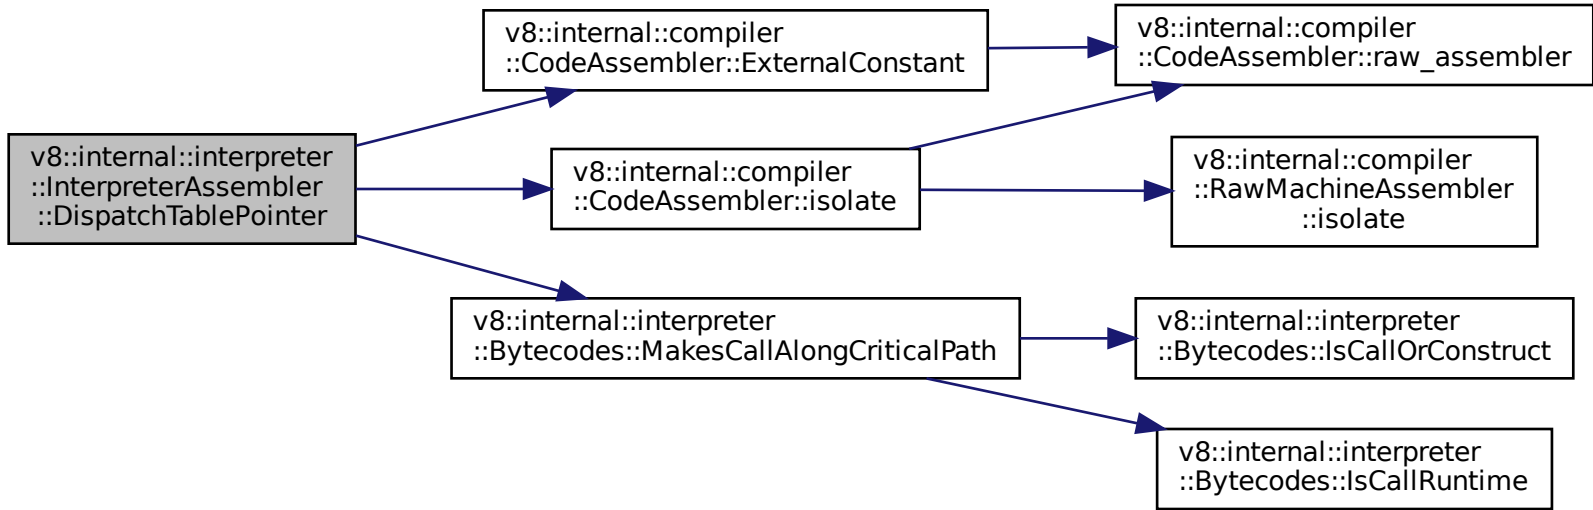 v8::internal::interpreter
::InterpreterAssembler
::DispatchTablePointer
v8::internal::compiler
::CodeAssembler::ExternalConstant
v8::internal::compiler
::CodeAssembler::raw_assembler
v8::internal::compiler
::CodeAssembler::isolate
v8::internal::compiler
::RawMachineAssembler
::isolate
v8::internal::interpreter
::Bytecodes::MakesCallAlongCriticalPath
v8::internal::interpreter
::Bytecodes::IsCallOrConstruct
v8::internal::interpreter
::Bytecodes::IsCallRuntime